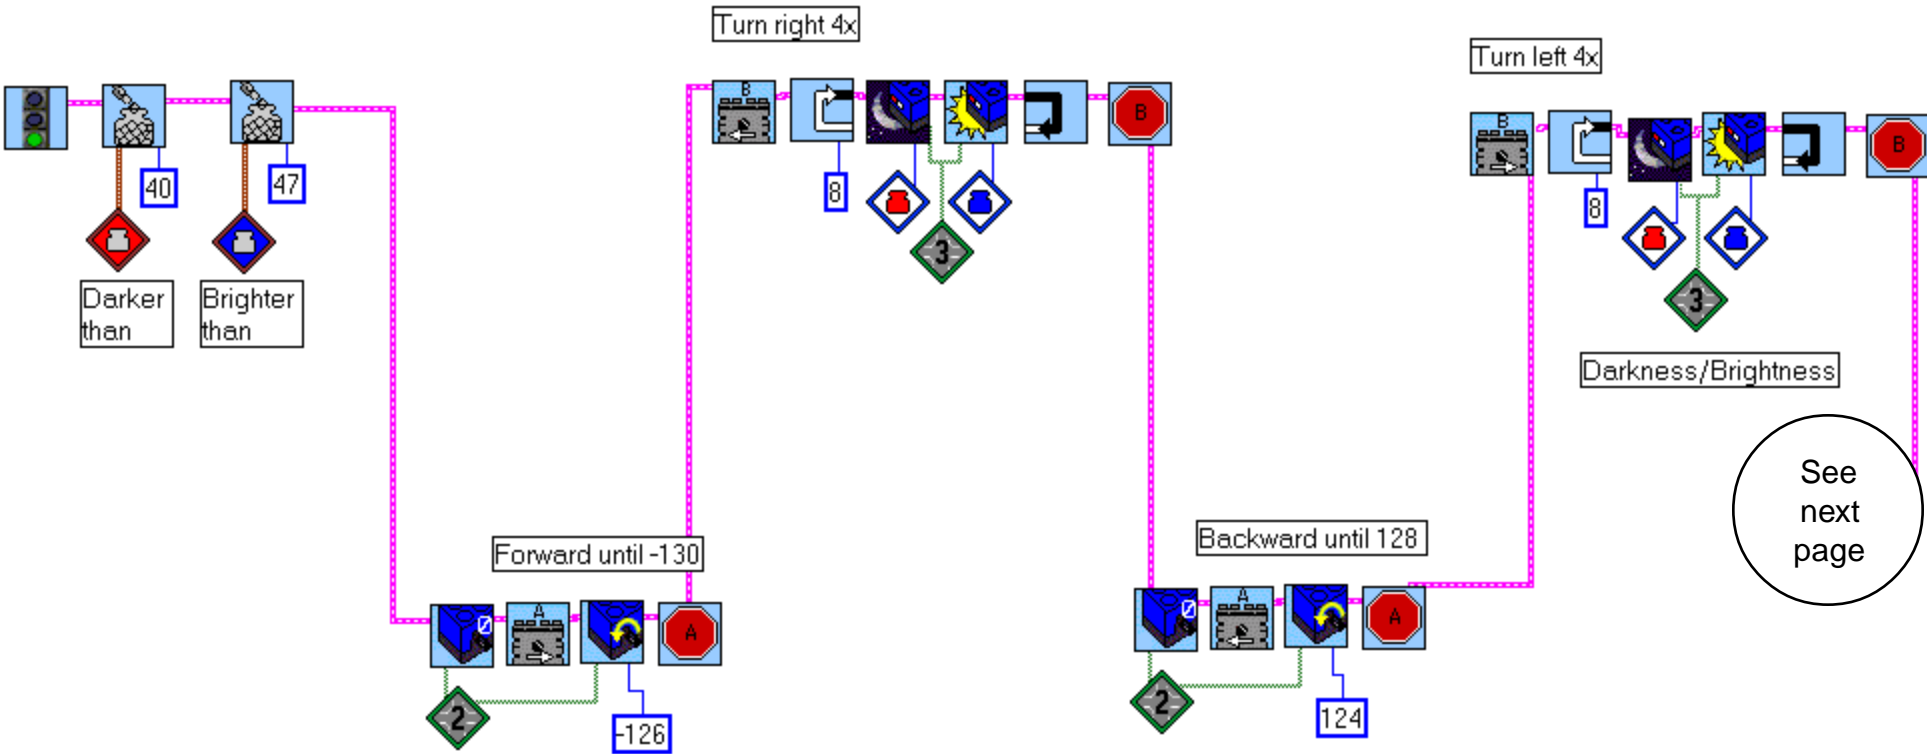 Turn right 4x
Turn left 4x
B
B
B
B
40
47
8
8
3
3
Darker
than
Brighter
than
Darkness/Brightness
See
next
page
Forward until -130
Backward until 128
0
A
A
0
A
A
2
2
-126
124